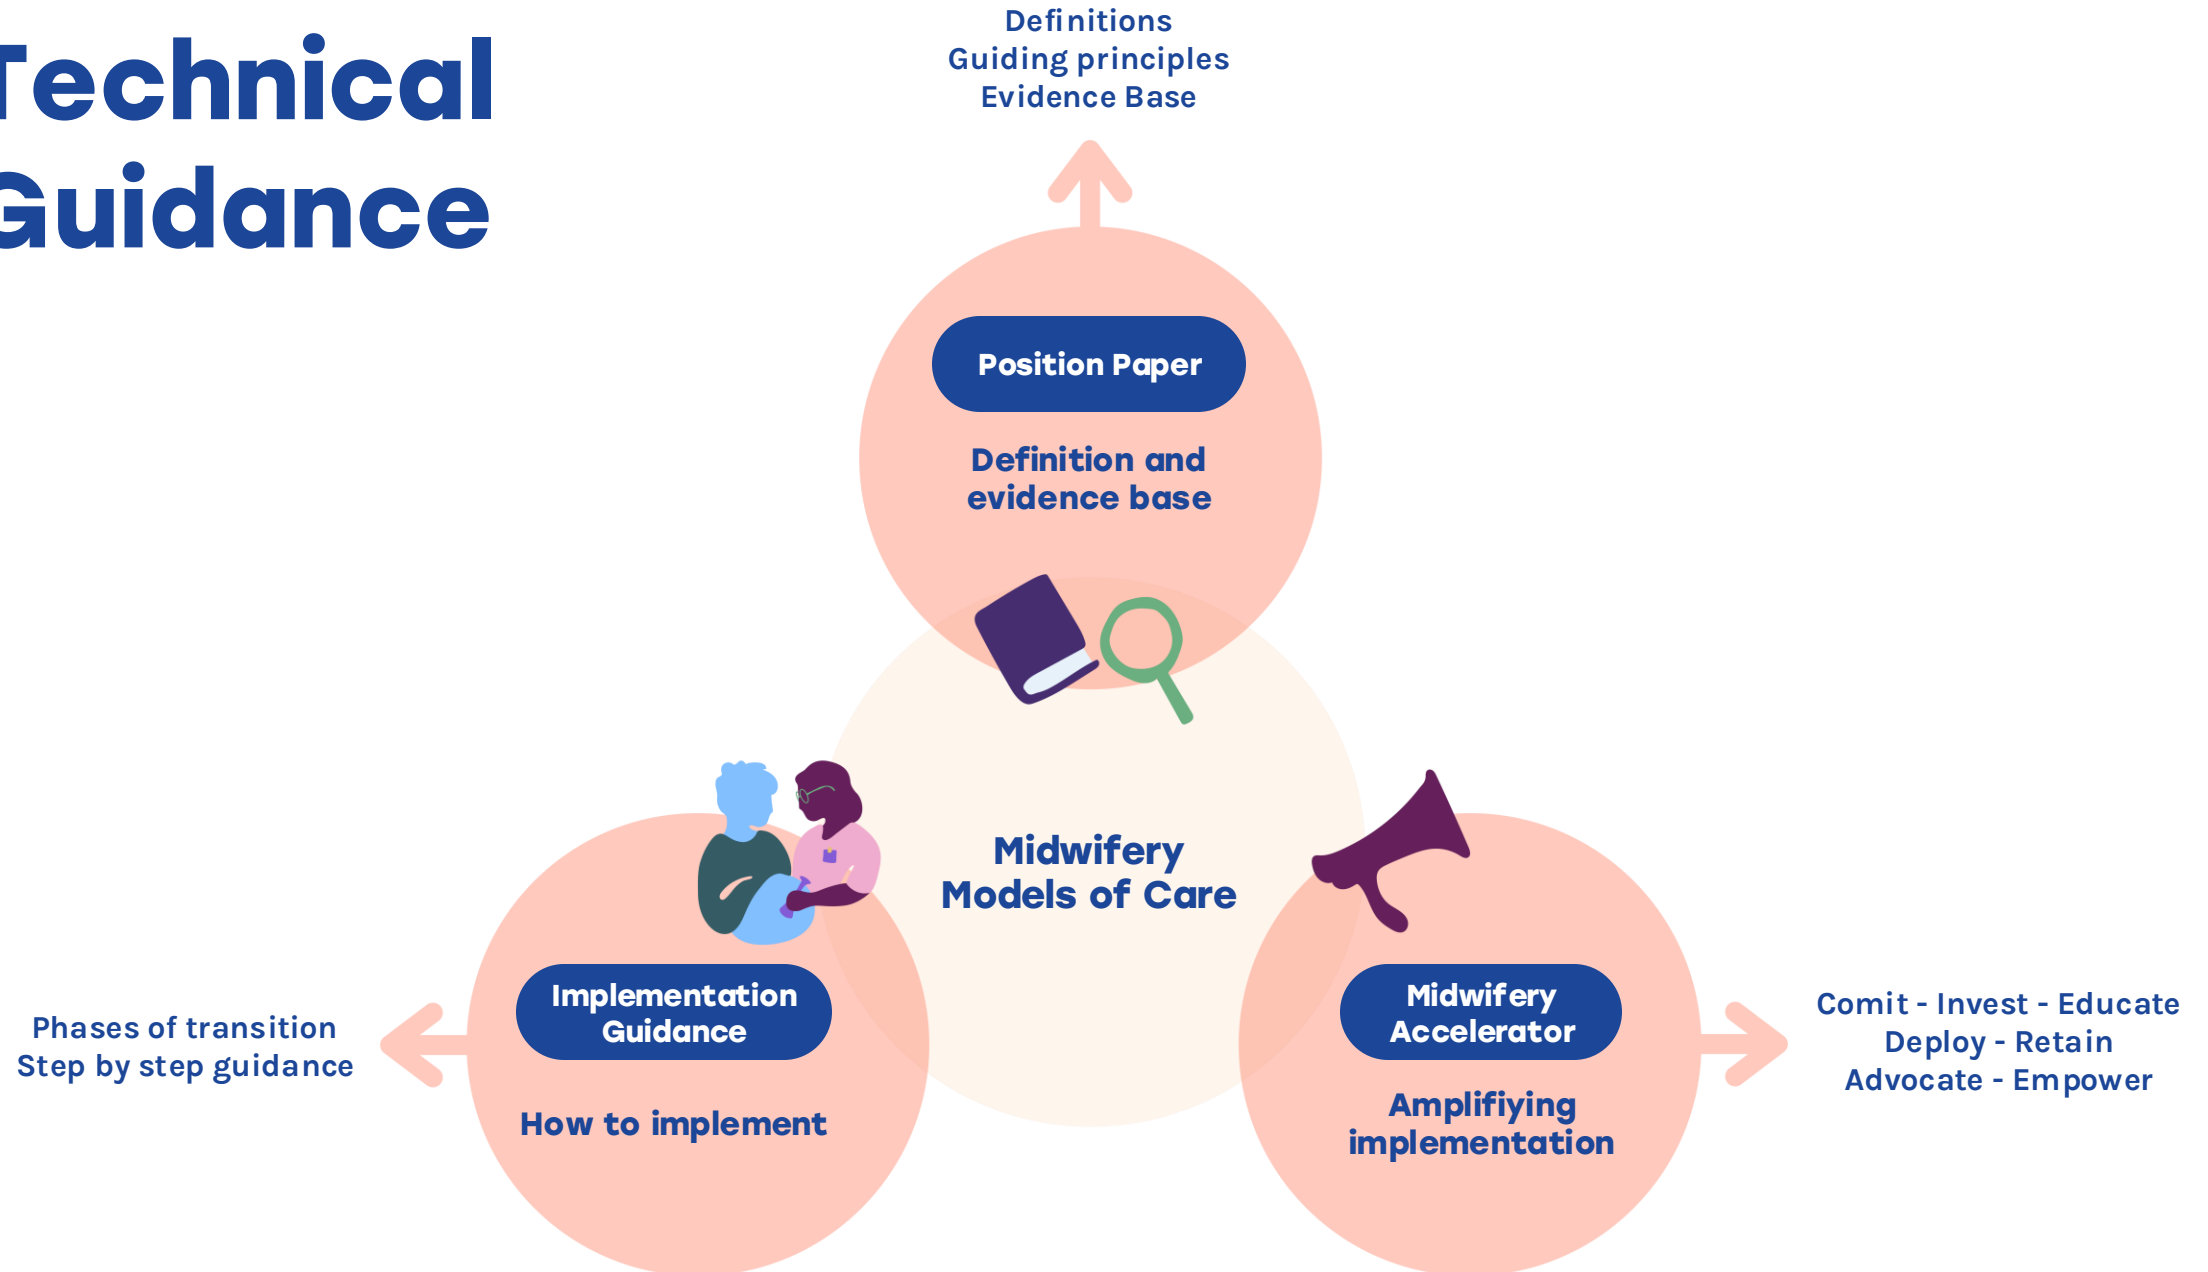 Technical
Guidance
Definitions
Guiding principles
Evidence Base
Position Paper
Definition and
evidence base
Midwifery
Models of Care
Implementation
Guidance
How to implement
Phases of transition
Step by step guidance
Midwifery
Accelerator
Amplifiying
implementation
Comit - Invest - Educate
Deploy - Retain
Advocate - Empower